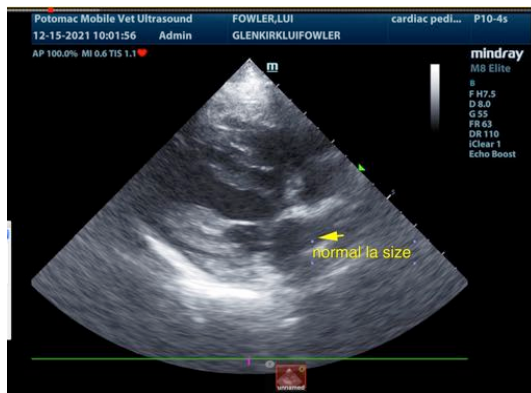 Potomac Mobile Vet Ultrasound FOWLER,LUI cardiac pedi... P10-4s
12-15-2021 10:01:56 Admin GLENKIRKLUIFOWLER
AP 100.0% MI 0.6 TIS 1.1
m
mindray
M8 Elite
B
F H7.5
D 8.0
G 55
FR 63
DR 110
iClear 1
Echo Boost
5
normal la size
unnamed